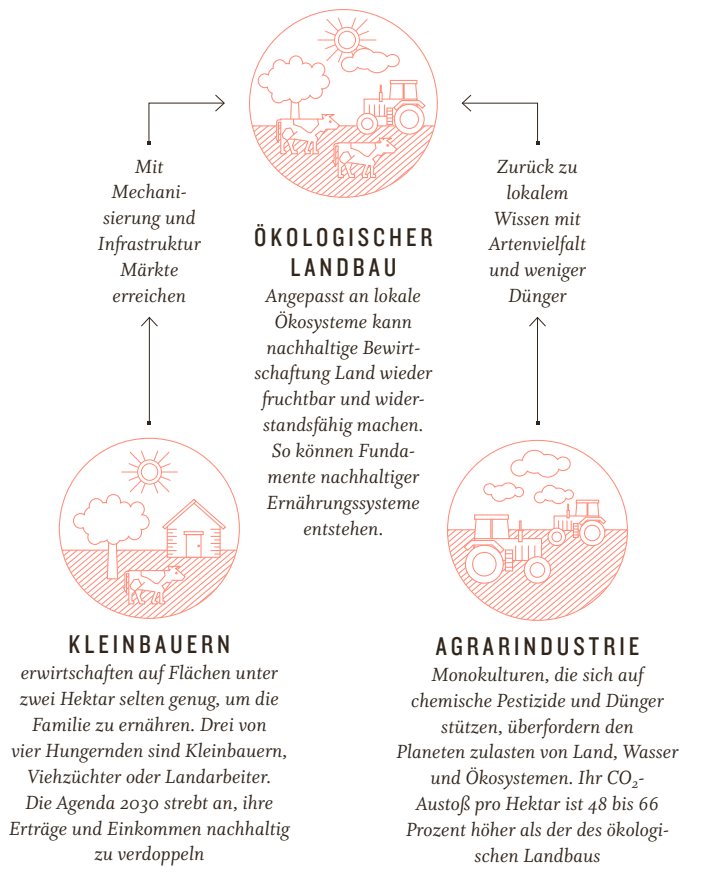 Mit
Mechani-
sierung und
Infrastruktur
Märkte
erreichen
Zurück zu
lokalem
Wissen mit
Artenvielfalt
und weniger
Dünger
ÖKOLOGISCHER
LANDBAU
Angepasst an lokale
Ökosysteme kann
nachhaltige Bewirt-
schaftung Land wieder
fruchtbar und wider-
standsfähig machen.
So können Funda-
mente nachhaltiger
Ernährungssysteme
entstehen.
KLEINBAUERN
erwirtschaften auf Flächen unter
zwei Hektar selten genug, um die
Familie zu ernähren. Drei von
vier Hungernden sind Kleinbauern,
Viehzüchter oder Landarbeiter.
Die Agenda 2030 strebt an, ihre
Erträge und Einkommen nachhaltig
zu verdoppeln
AGRARINDUSTRIE
Monokulturen, die sich auf
chemische Pestizide und Dünger
stützen, überfordern den
Planeten zulasten von Land, Wasser
und Ökosystemen. Ihr CO₂-
Austoß pro Hektar ist 48 bis 66
Prozent höher als der des ökologi-
schen Landbaus